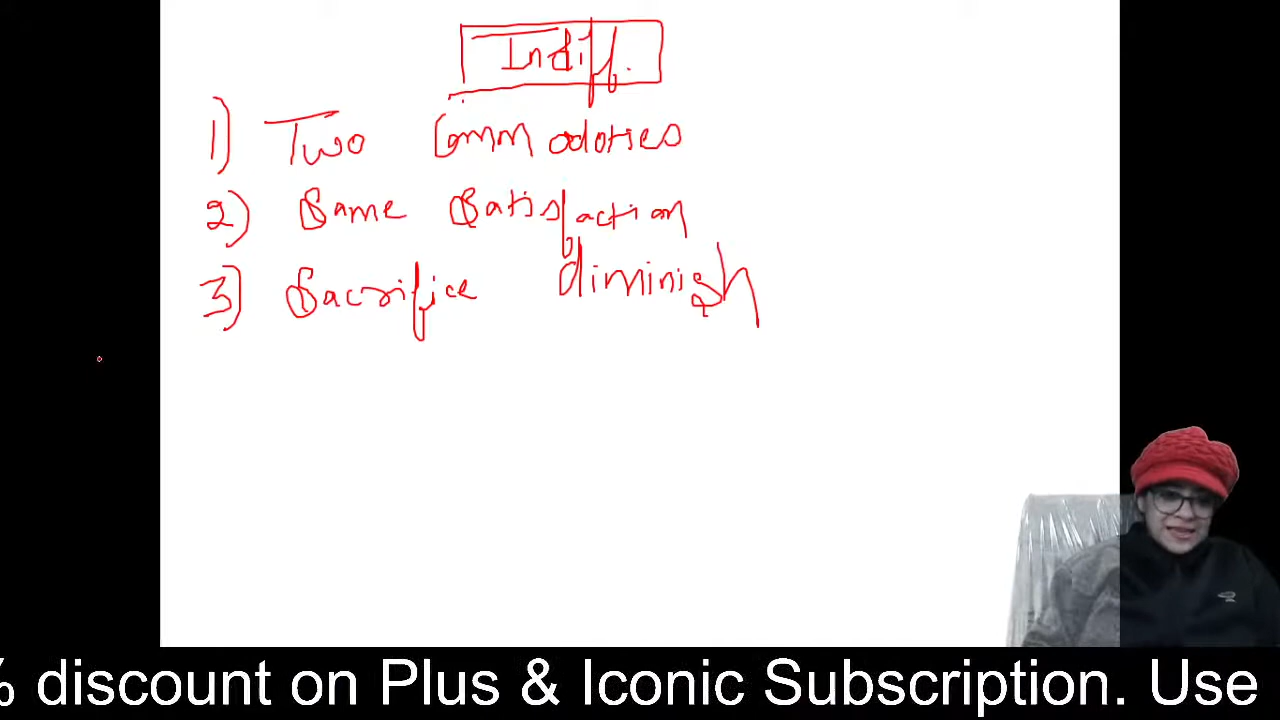 Indiff.
1) Two Commodoties
2) Same Satisfaction
3) Sacrifice diminish
% discount on Plus & Iconic Subscription. Use